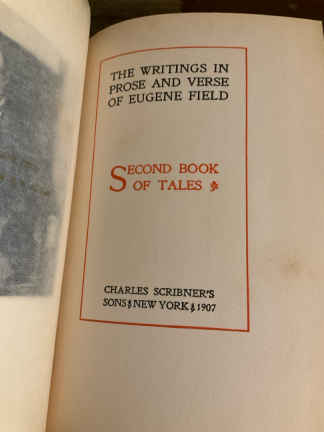 THE WRITINGS IN
PROSE AND VERSE
OF EUGENE FIELD
SECOND BOOK
OF TALES
CHARLES SCRIBNER'S
SONS NEW YORK 1907